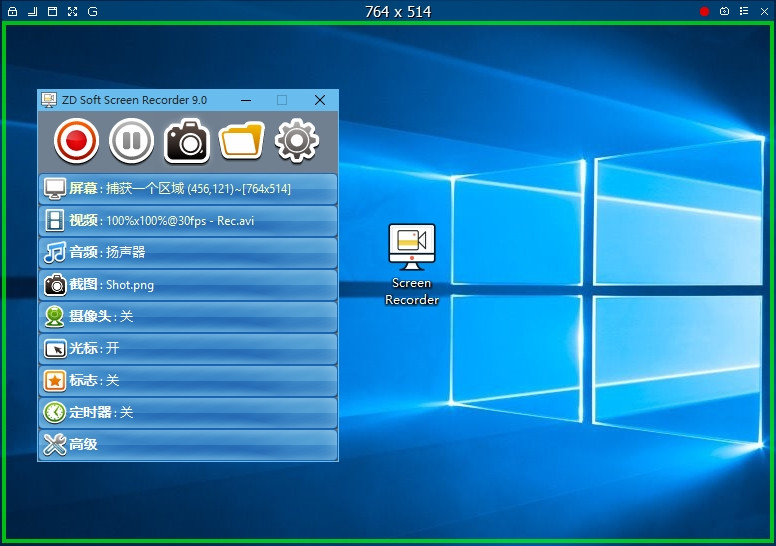 764 x 514
ZD Soft Screen Recorder 9.0
屏幕 : 捕获一个区域 (456,121)~[764x514]
视频 : 100%x100%@30fps - Rec.avi
音频 : 扬声器
截图 : Shot.png
摄像头 : 关
光标 : 开
标志 : 关
定时器 : 关
高级
Screen
Recorder